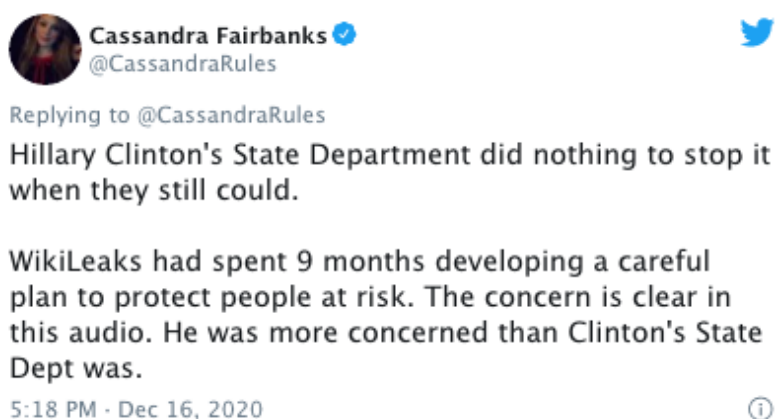 Cassandra Fairbanks
@CassandraRules
Replying to @CassandraRules
Hillary Clinton's State Department did nothing to stop it
when they still could.
WikiLeaks had spent 9 months developing a careful
plan to protect people at risk. The concern is clear in
this audio. He was more concerned than Clinton's State
Dept was.
5:18 PM · Dec 16, 2020